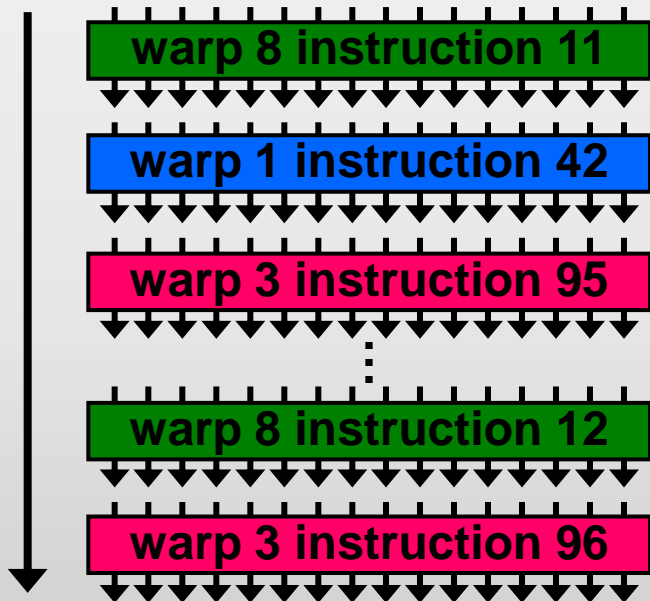 warp 8 instruction 11
warp 1 instruction 42
warp 3 instruction 95
warp 8 instruction 12
warp 3 instruction 96